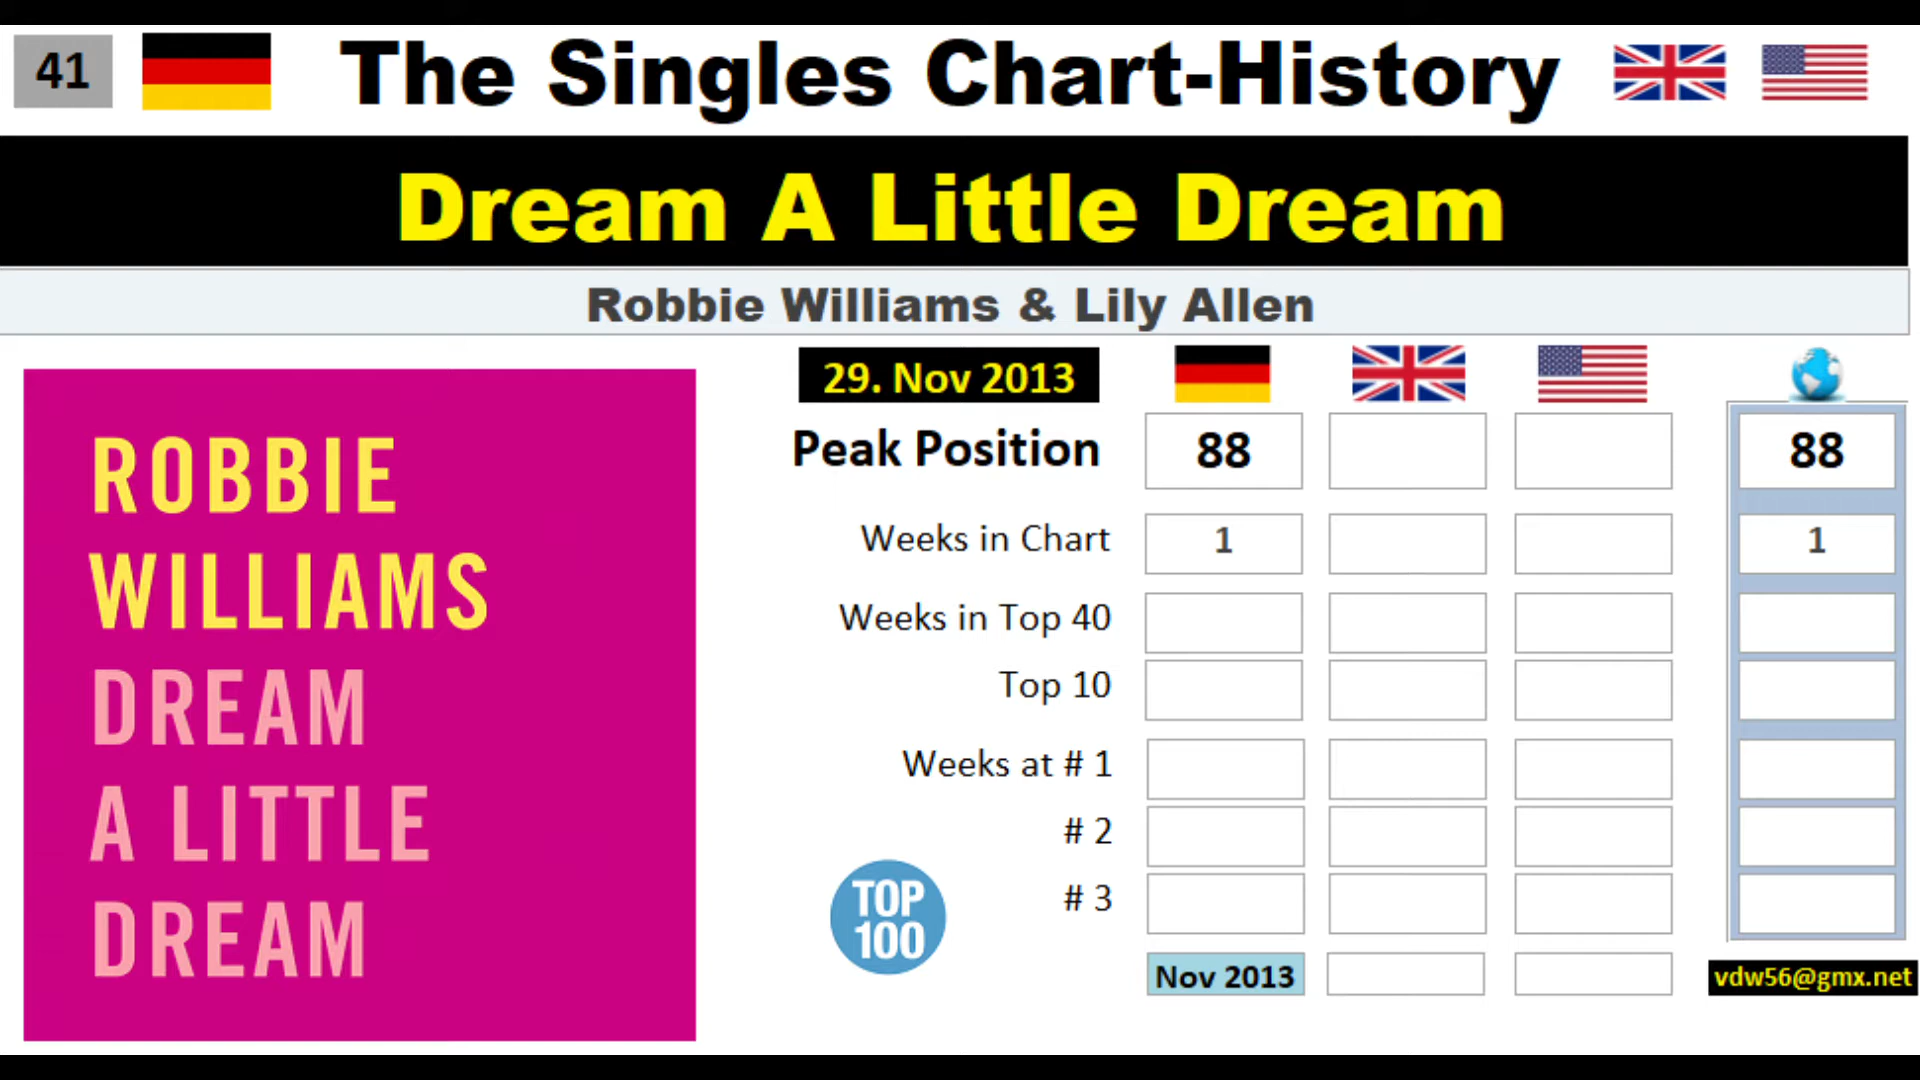 41 The Singles Chart-History
Dream A Little Dream
Robbie Williams & Lily Allen
ROBBIE
WILLIAMS
DREAM
A LITTLE
DREAM
29. Nov 2013
Peak Position 88 88
Weeks in Chart 1 1
Weeks in Top 40
Top 10
Weeks at # 1
# 2
# 3
TOP
100
Nov 2013
vdw56@gmx.net